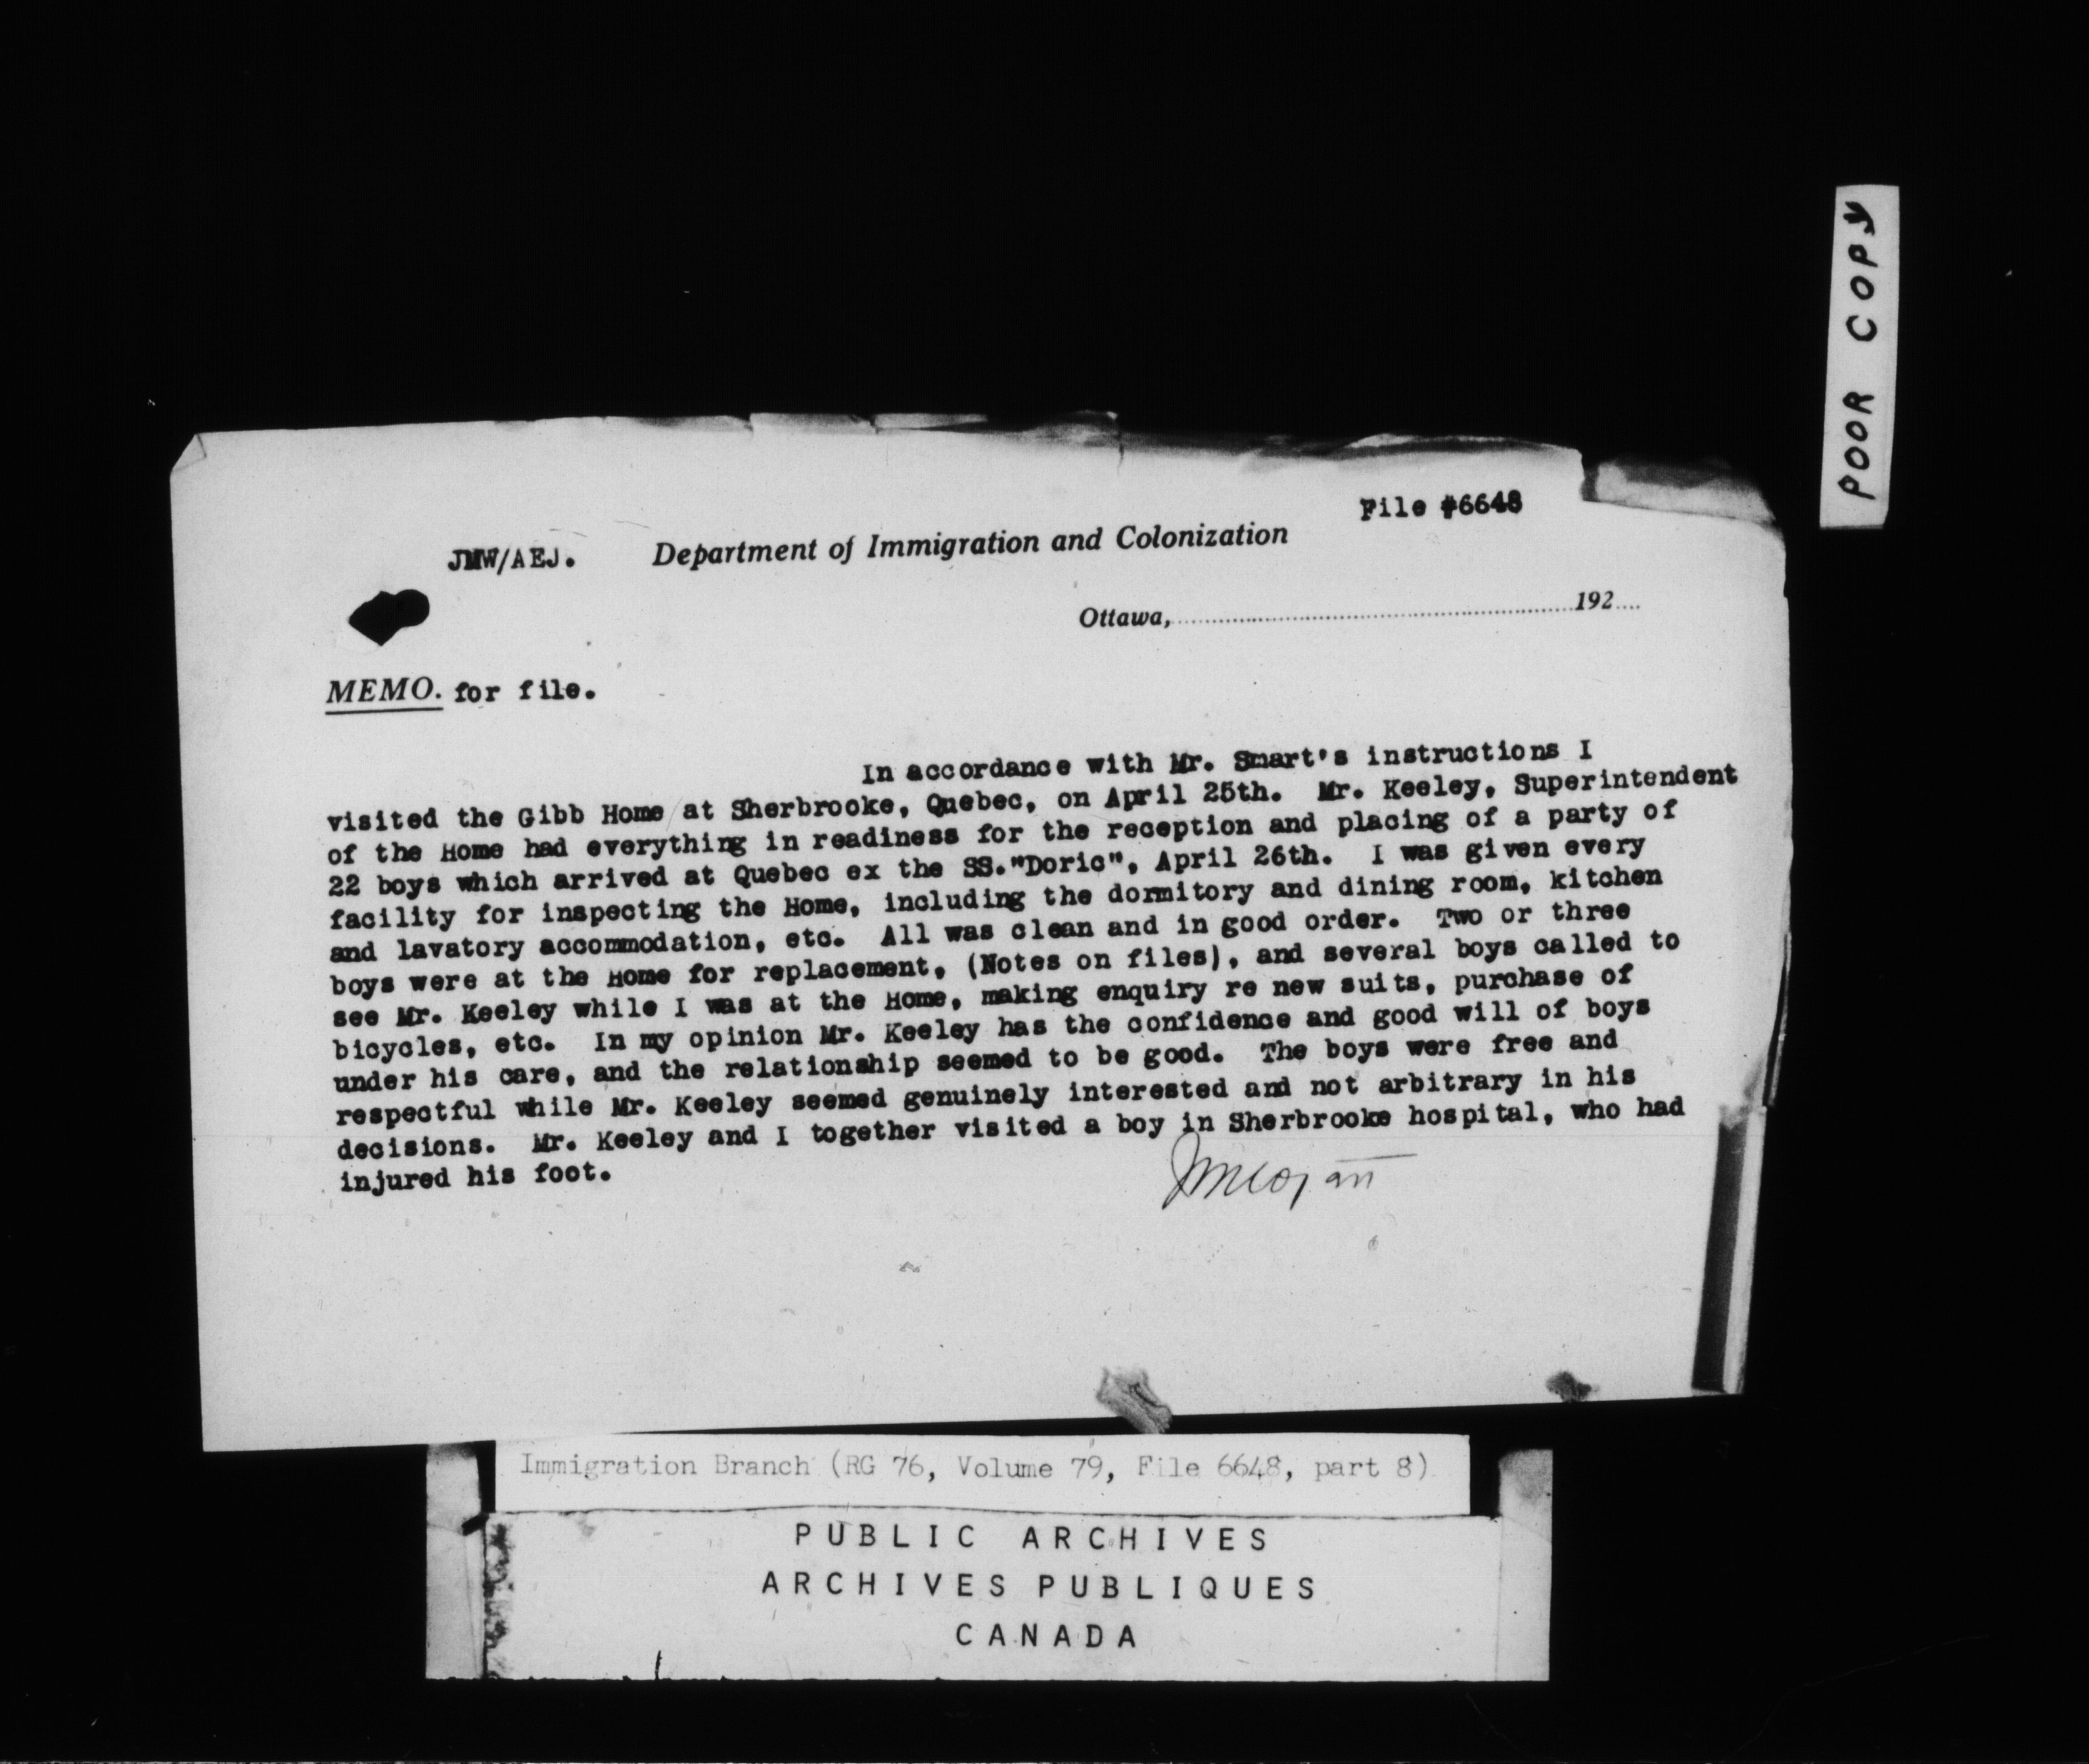 POOR COPY
File #6648
JMW/AEJ. Department of Immigration and Colonization
Ottawa,..............................192....
MEMO. for file.
In accordance with Mr. Smart's instructions I
visited the Gibb Home at Sherbrooke, Quebec, on April 25th. Mr. Keeley, Superintendent
of the Home had everything in readiness for the reception and placing of a party of
22 boys which arrived at Quebec ex the SS."Doric", April 26th. I was given every
facility for inspecting the Home, including the dormitory and dining room, kitchen
and lavatory accommodation, etc. All was clean and in good order. Two or three
boys were at the Home for replacement, (Notes on files), and several boys called to
see Mr. Keeley while I was at the Home, making enquiry re new suits, purchase of
bicycles, etc. In my opinion Mr. Keeley has the confidence and good will of boys
under his care, and the relationship seemed to be good. The boys were free and
respectful while Mr. Keeley seemed genuinely interested and not arbitrary in his
decisions. Mr. Keeley and I together visited a boy in Sherbrooke hospital, who had
injured his foot.
Immigration Branch (RG 76, Volume 79, File 6648, part 8)
PUBLIC ARCHIVES
ARCHIVES PUBLIQUES
CANADA